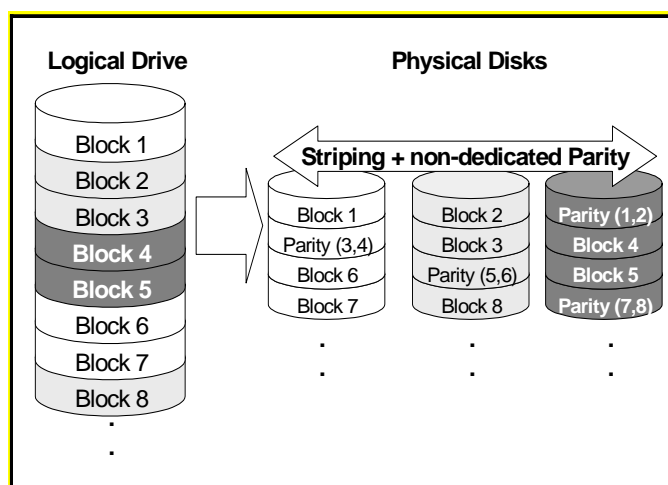 Logical Drive
Physical Disks
Block 1
Block 2
Block 3
Block 4
Block 5
Block 6
Block 7
Block 8
.
.
Striping + non-dedicated Parity
Block 1
Parity (3,4)
Block 6
Block 7
.
.
Block 2
Block 3
Parity (5,6)
Block 8
.
.
Parity (1,2)
Block 4
Block 5
Parity (7,8)
.
.